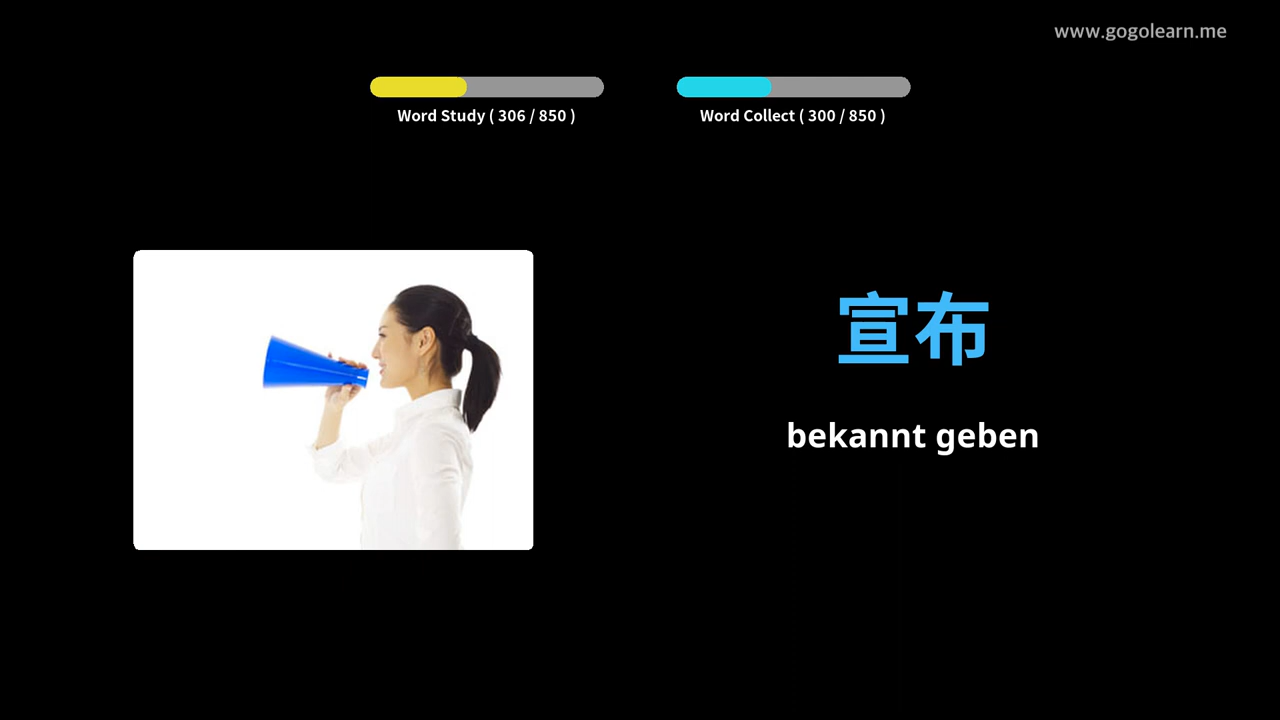 www.gogolearn.me
Word Study ( 306 / 850 )
Word Collect ( 300 / 850 )
宣布
bekannt geben